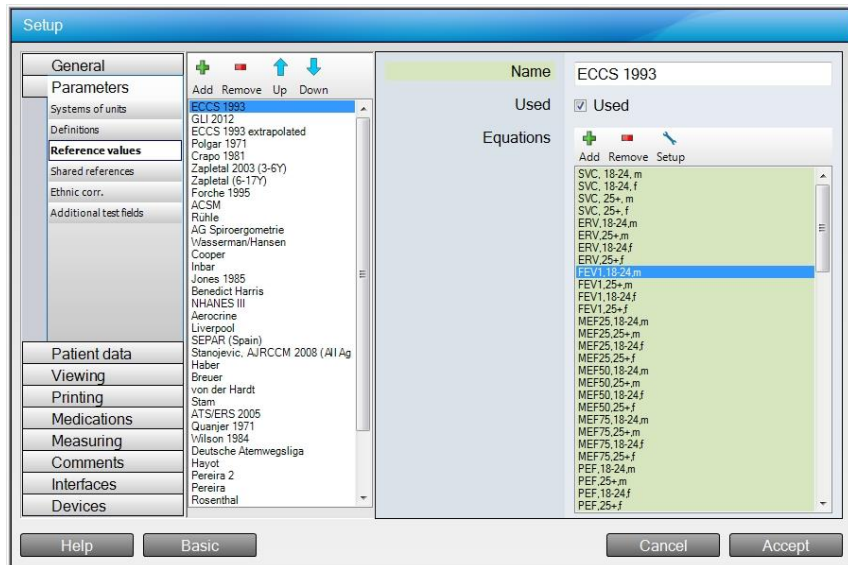 Setup
General
Parameters
Systems of units
Definitions
Reference values
Shared references
Ethnic corr.
Additional test fields
Patient data
Viewing
Printing
Medications
Measuring
Comments
Interfaces
Devices
Add Remove Up Down
ECCS 1993
GLI 2012
ECCS 1993 extrapolated
Polgar 1971
Crapo 1981
Zapletal 2003 (3-6Y)
Zapletal (6-17Y)
Forche 1995
ACSM
Rühle
AG Spiroergometrie
Wasserman/Hansen
Cooper
Inbar
Jones 1985
Benedict Harris
NHANES III
Aerocrine
Liverpool
SEPAR (Spain)
Stanojevic, AJRCCM 2008 (All Ag
Haber
Breuer
von der Hardt
Stam
ATS/ERS 2005
Quanjer 1971
Wilson 1984
Deutsche Atemwegsliga
Hayot
Pereira 2
Pereira
Rosenthal
Name
ECCS 1993
Used
Used
Equations
Add Remove Setup
SVC, 18-24, m
SVC, 18-24, f
SVC, 25+, m
SVC, 25+, f
ERV,18-24,m
ERV,25+,m
ERV,18-24,f
ERV,25+,f
FEV1,18-24,m
FEV1,25+,m
FEV1,18-24,f
FEV1,25+,f
MEF25,18-24,m
MEF25,25+,m
MEF25,18-24,f
MEF25,25+,f
MEF50,18-24,m
MEF50,25+,m
MEF50,18-24,f
MEF50,25+,f
MEF75,18-24,m
MEF75,25+,m
MEF75,18-24,f
MEF75,25+,f
PEF,18-24,m
PEF,25+,m
PEF,18-24,f
PEF,25+,f
Help
Basic
Cancel
Accept